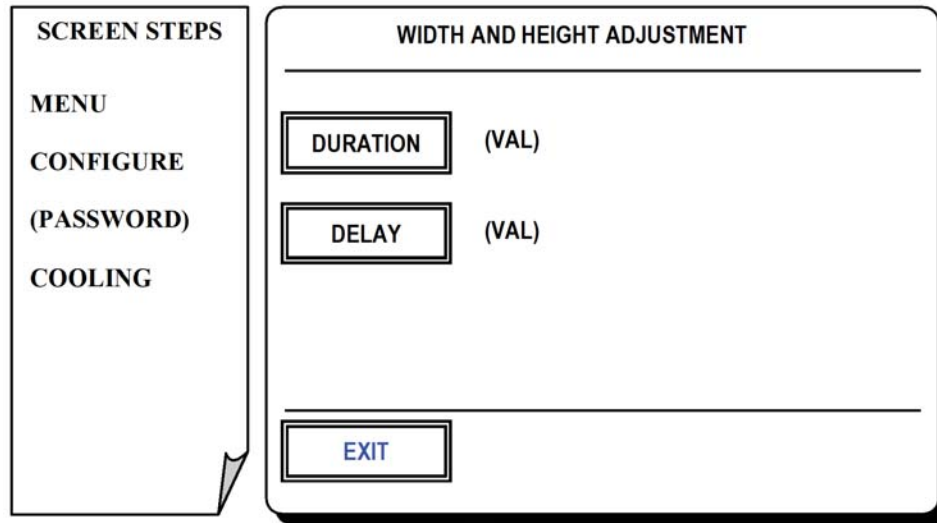 SCREEN STEPS
MENU
CONFIGURE
(PASSWORD)
COOLING
WIDTH AND HEIGHT ADJUSTMENT
DURATION (VAL)
DELAY (VAL)
EXIT